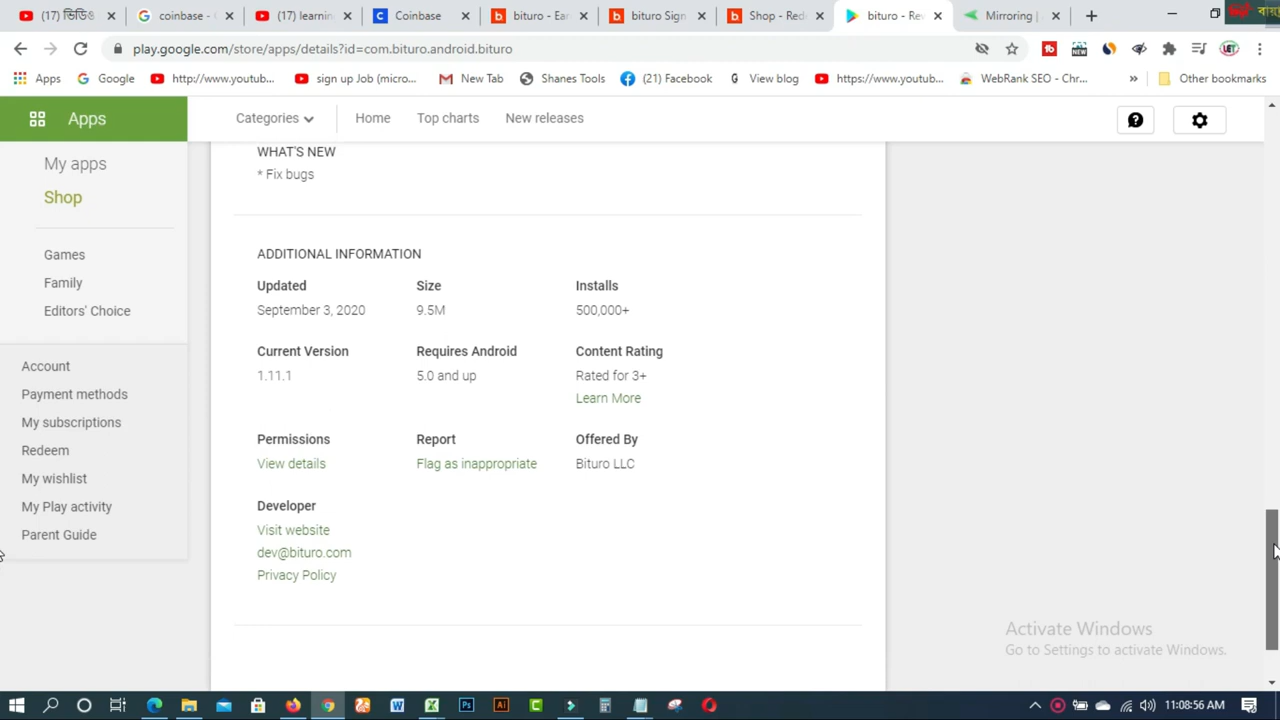 (17) ভিডিও
coinbase - G
(17) learnin
Coinbase
bituro - Ea
bituro Sign
Shop - Red
bituro - Rev
Mirroring |
play.google.com/store/apps/details?id=com.bituro.android.bituro
Apps
Google
http://www.youtub...
sign up Job (micro...
New Tab
Shanes Tools
(21) Facebook
View blog
https://www.youtub...
WebRank SEO - Chr...
Other bookmarks
Apps
Categories
Home
Top charts
New releases
My apps
Shop
Games
Family
Editors' Choice
Account
Payment methods
My subscriptions
Redeem
My wishlist
My Play activity
Parent Guide
WHAT'S NEW
* Fix bugs
ADDITIONAL INFORMATION
Updated
September 3, 2020
Size
9.5M
Installs
500,000+
Current Version
1.11.1
Requires Android
5.0 and up
Content Rating
Rated for 3+
Learn More
Permissions
View details
Report
Flag as inappropriate
Offered By
Bituro LLC
Developer
Visit website
dev@bituro.com
Privacy Policy
Activate Windows
Go to Settings to activate Windows.
11:08:56 AM